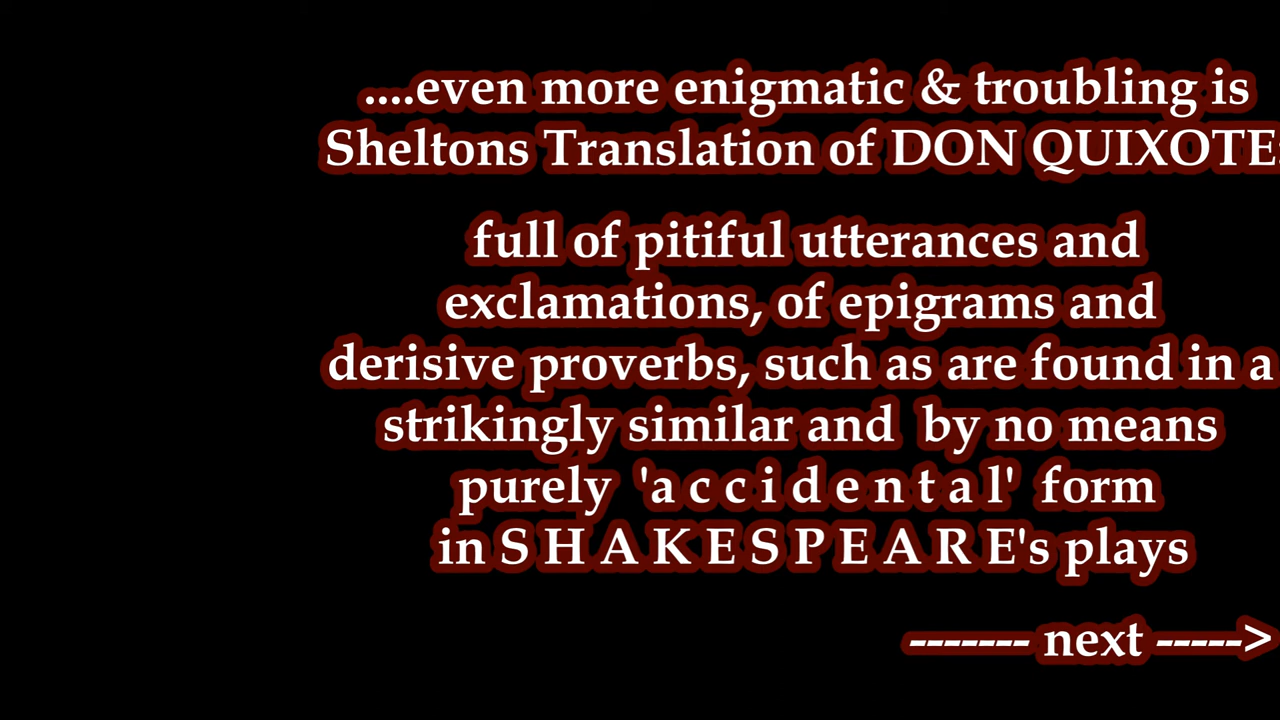 ....even more enigmatic & troubling is
Sheltons Translation of DON QUIXOTE:
full of pitiful utterances and
exclamations, of epigrams and
derisive proverbs, such as are found in a
strikingly similar and by no means
purely 'a c c i d e n t a l' form
in S H A K E S P E A R E's plays
------- next ----->